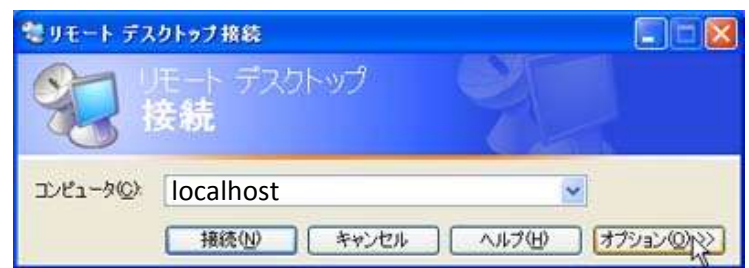 リモート デスクトップ接続
リモート デスクトップ
接続
コンピュータ(C): localhost
接続(N) キャンセル ヘルプ(H) オプション(O) >>